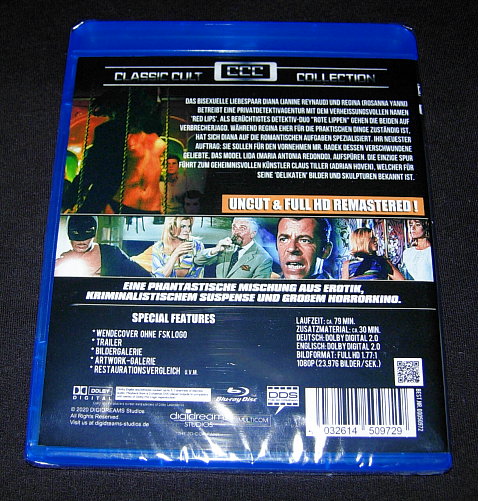 CLASSIC CULT CCC COLLECTION
DAS BISEXUELLE LIEBESPAAR DIANA (JANINE REYNAUD) UND REGINA (ROSANNA YANNI)
BETREIBT EINE PRIVATDETEKTIVAGENTUR MIT DEM VERHEISSUNGSVOLLEN NAMEN
'RED LIPS'. ALS BERÜCHTIGTES DETEKTIV-DUO "ROTE LIPPEN" GEHEN DIE BEIDEN AUF
VERBRECHERJAGD. WÄHREND REGINA EHER FÜR DIE PRAKTISCHEN DINGE ZUSTÄNDIG IST,
HAT SICH DIANA AUF DIE ROMANTISCHEN AUFGABEN SPEZIALISIERT. IHR NEUESTER
AUFTRAG: SIE SOLLEN FÜR DEN VORNEHMEN MR. RADEK DESSEN VERSCHWUNDENE
GELIEBTE, DAS MODEL LIDA (MARIA ANTONIA REDONDO), AUFSPÜREN. DIE EINZIGE SPUR
FÜHRT ZUM GEHEIMNISVOLLEN KÜNSTLER CLAUS TILLER (ADRIAN HOVEN), WELCHER FÜR
SEINE 'DELIKATEN' BILDER UND SKULPTUREN BEKANNT IST.
UNCUT & FULL HD REMASTERED !
EINE PHANTASTISCHE MISCHUNG AUS EROTIK,
KRIMINALISTISCHEM SUSPENSE UND GROßEM HORRORKINO.
SPECIAL FEATURES
*WENDECOVER OHNE FSK LOGO
*TRAILER
*BILDERGALERIE
*ARTWORK-GALERIE
*RESTAURATIONSVERGLEICH U.V.M.
LAUFZEIT: CA. 79 MIN.
ZUSATZMATERIAL: CA. 30 MIN.
DEUTSCH: DOLBY DIGITAL 2.0
ENGLISCH: DOLBY DIGITAL 2.0
BILDFORMAT: FULL HD 1.77:1
1080P (23,976 BILDER/SEK.)
DOLBY
DIGITAL
Blu-ray Disc
DDS
© 2020 DIGIDREAMS Studios
All Rights Reserved.
Visit us at digidreams-studios.com
digidreams
STUDIOS
032614 509729